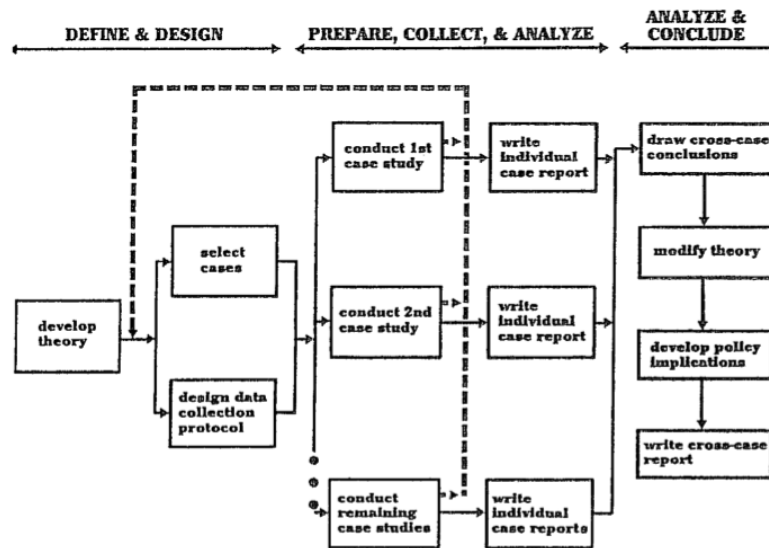 DEFINE & DESIGN
PREPARE, COLLECT, & ANALYZE
ANALYZE &
CONCLUDE
develop
theory
select
cases
design data
collection
protocol
conduct 1st
case study
write
individual
case report
conduct 2nd
case study
write
individual
case report
conduct
remaining
case studies
write
individual
case reports
draw cross-case
conclusions
modify theory
develop policy
implications
write cross-case
report